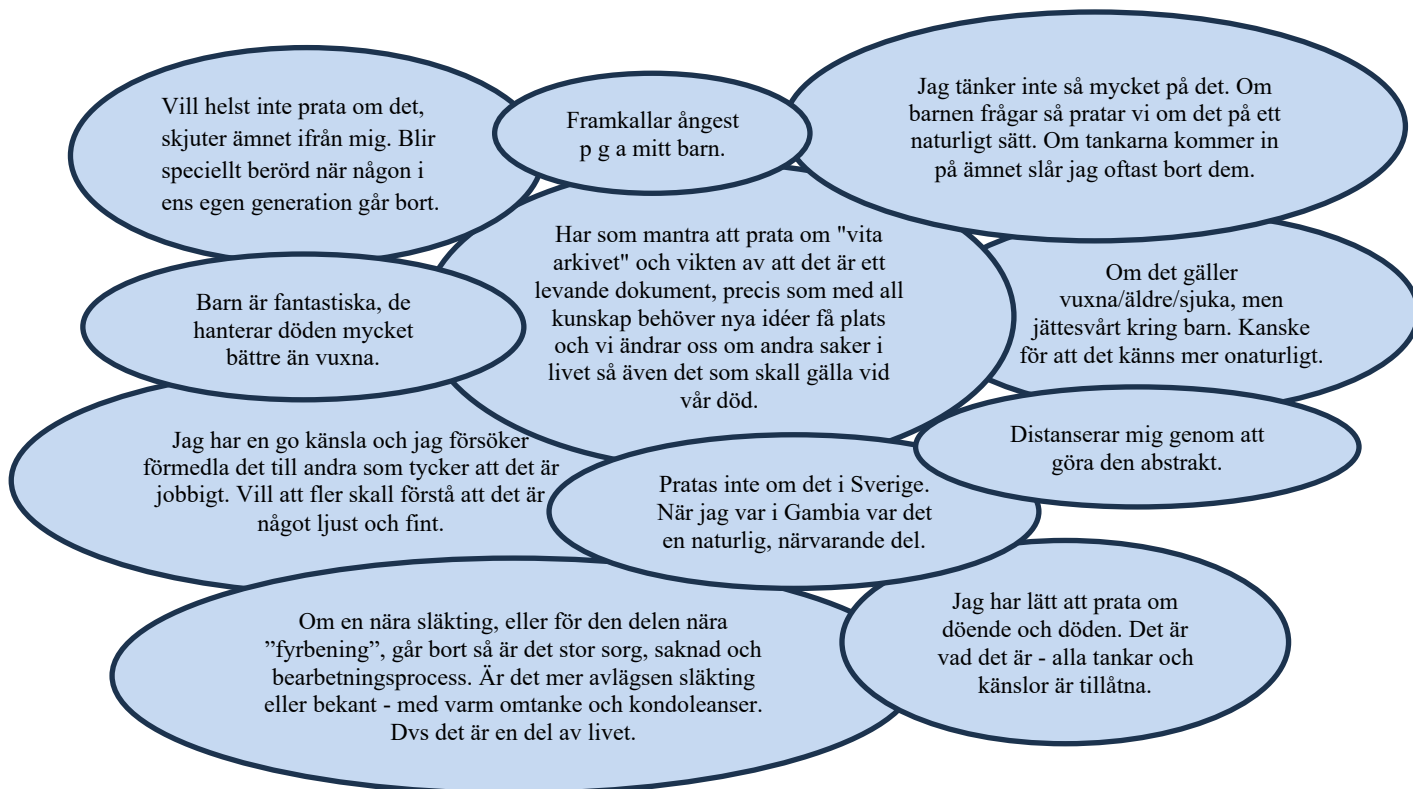 Vill helst inte prata om det,
skjuter ämnet ifrån mig. Blir
speciellt berörd när någon i
ens egen generation går bort.
Framkallar ångest
p g a mitt barn.
Jag tänker inte så mycket på det. Om
barnen frågar så pratar vi om det på ett
naturligt sätt. Om tankarna kommer in
på ämnet slår jag oftast bort dem.
Barn är fantastiska, de
hanterar döden mycket
bättre än vuxna.
Har som mantra att prata om "vita
arkivet" och vikten av att det är ett
levande dokument, precis som med all
kunskap behöver nya idéer få plats
och vi ändrar oss om andra saker i
livet så även det som skall gälla vid
vår död.
Om det gäller
vuxna/äldre/sjuka, men
jättesvårt kring barn. Kanske
för att det känns mer onaturligt.
Jag har en go känsla och jag försöker
förmedla det till andra som tycker att det är
jobbigt. Vill att fler skall förstå att det är
något ljust och fint.
Pratas inte om det i Sverige.
När jag var i Gambia var det
en naturlig, närvarande del.
Distanserar mig genom att
göra den abstrakt.
Om en nära släkting, eller för den delen nära
”fyrbening”, går bort så är det stor sorg, saknad och
bearbetningsprocess. Är det mer avlägsen släkting
eller bekant - med varm omtanke och kondoleanser.
Dvs det är en del av livet.
Jag har lätt att prata om
döende och döden. Det är
vad det är - alla tankar och
känslor är tillåtna.